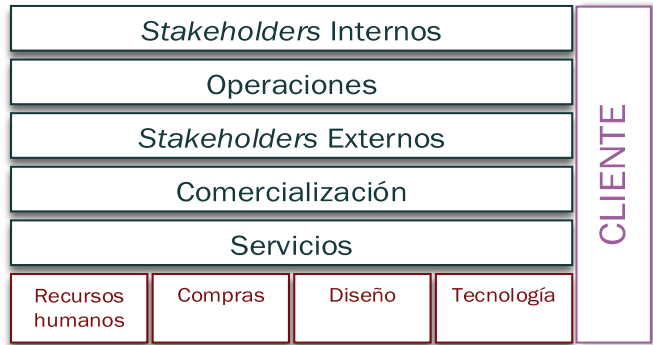 Stakeholders Internos
Operaciones
Stakeholders Externos
Comercialización
Servicios
Recursos
humanos
Compras
Diseño
Tecnología
CLIENTE